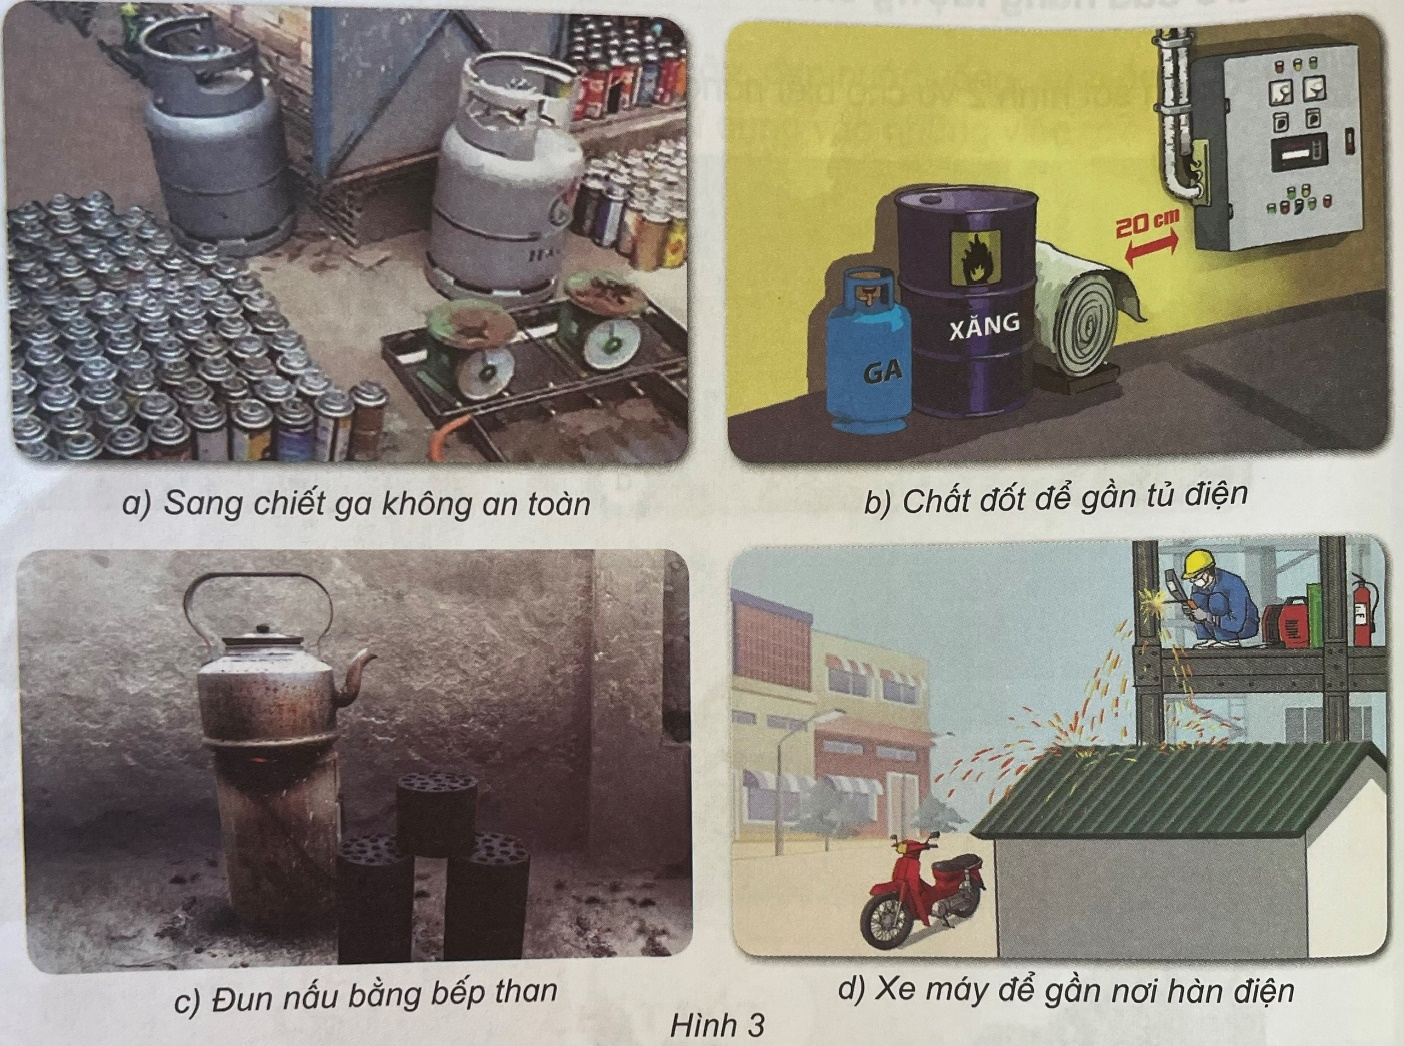 20 cm
XĂNG
GA
a) Sang chiết ga không an toàn
b) Chất đốt để gần tủ điện
c) Đun nấu bằng bếp than
d) Xe máy để gần nơi hàn điện
Hình 3